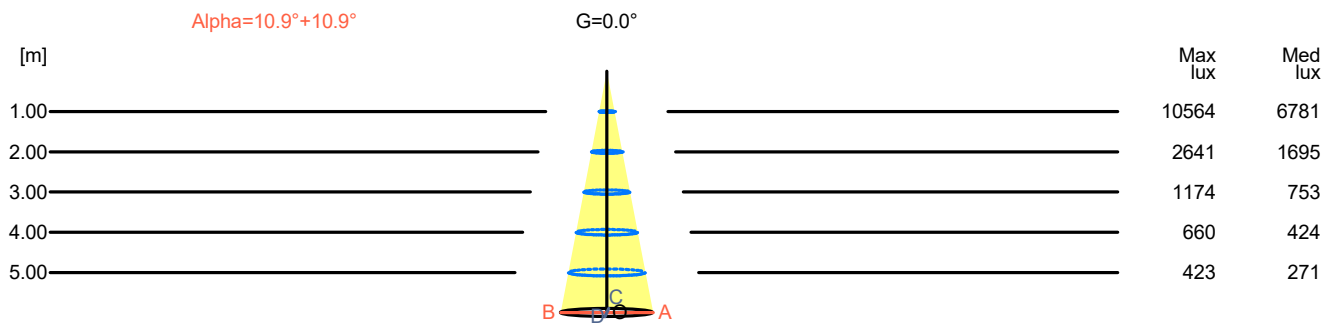 Alpha=10.9°+10.9° G=0.0°
[m] Max lux Med lux
1.00 10564 6781
2.00 2641 1695
3.00 1174 753
4.00 660 424
5.00 423 271
C
B D O A